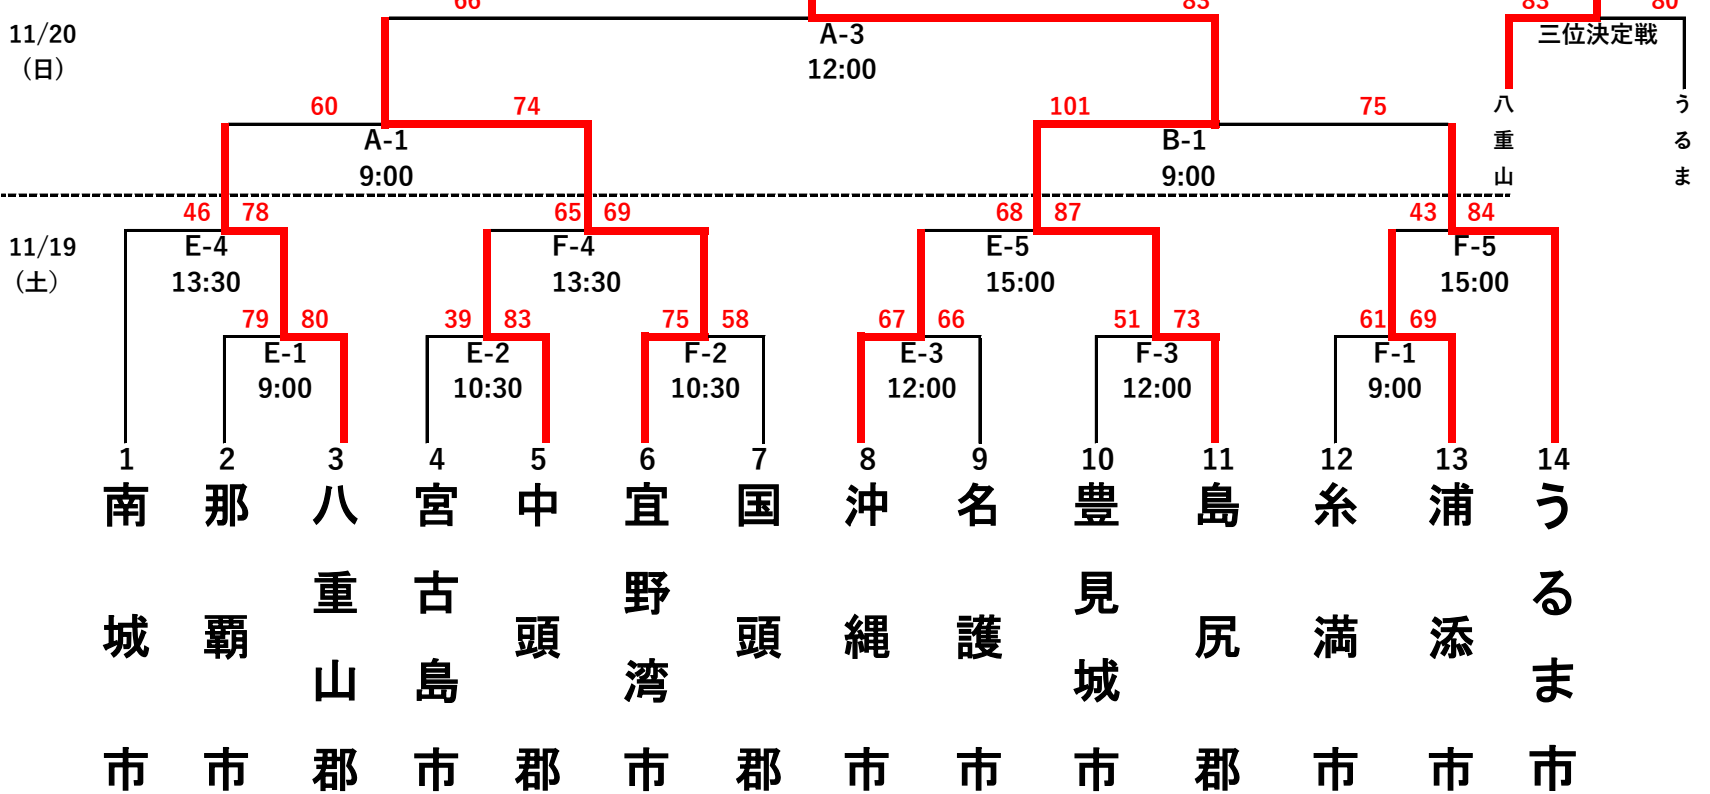 66
83
83
80
11/20
(日)
A-3
12:00
三位決定戦
八重山
うるま
60
74
A-1
9:00
101
75
B-1
9:00
11/19
(土)
46
78
E-4
13:30
65
69
F-4
13:30
68
87
E-5
15:00
43
84
F-5
15:00
79
80
E-1
9:00
39
83
E-2
10:30
75
58
F-2
10:30
67
66
E-3
12:00
51
73
F-3
12:00
61
69
F-1
9:00
1
南城市
2
那覇市
3
八重山郡
4
宮古島市
5
中頭郡
6
宜野湾市
7
国頭郡
8
沖縄市
9
名護市
10
豊見城市
11
島尻郡
12
糸満市
13
浦添市
14
うるま市